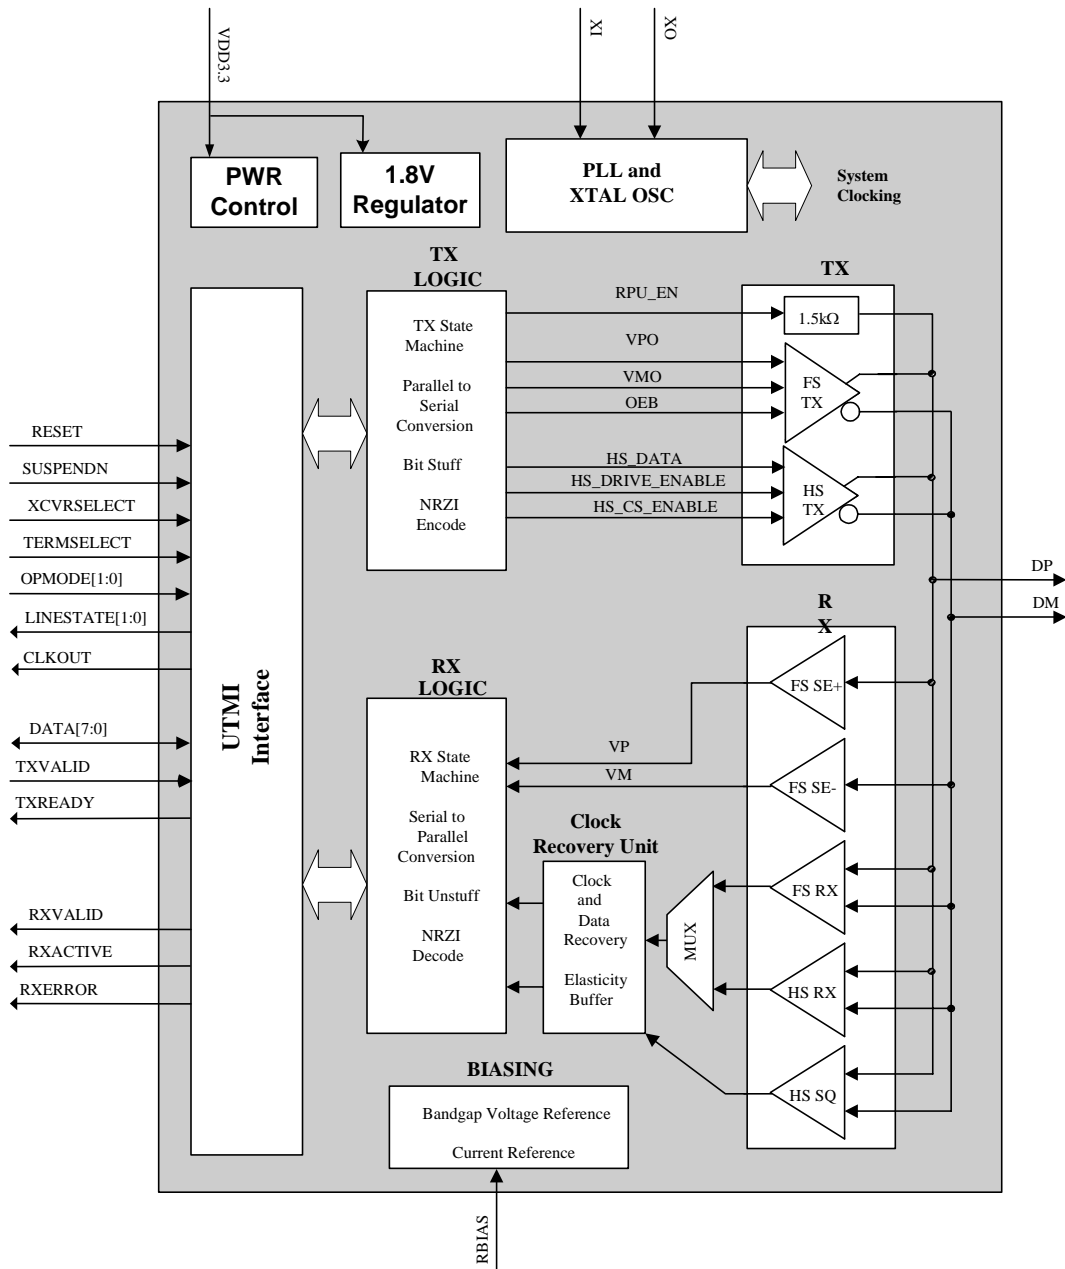 VDD3.3
XI
XO
PWR
Control
1.8V
Regulator
PLL and
XTAL OSC
System
Clocking
TX
LOGIC
TX State
Machine
Parallel to
Serial
Conversion
Bit Stuff
NRZI
Encode
RPU_EN
VPO
VMO
OEB
HS_DATA
HS_DRIVE_ENABLE
HS_CS_ENABLE
TX
1.5kΩ
FS
TX
HS
TX
RESET
SUSPENDN
XCVRSELECT
TERMSELECT
OPMODE[1:0]
LINESTATE[1:0]
CLKOUT
DATA[7:0]
TXVALID
TXREADY
RXVALID
RXACTIVE
RXERROR
UTMI
Interface
DP
DM
R
X
FS SE+
FS SE-
FS RX
HS RX
HS SQ
RX
LOGIC
RX State
Machine
Serial to
Parallel
Conversion
Bit Unstuff
NRZI
Decode
VP
VM
Clock
Recovery Unit
Clock
and
Data
Recovery
Elasticity
Buffer
MUX
BIASING
Bandgap Voltage Reference
Current Reference
RBIAS